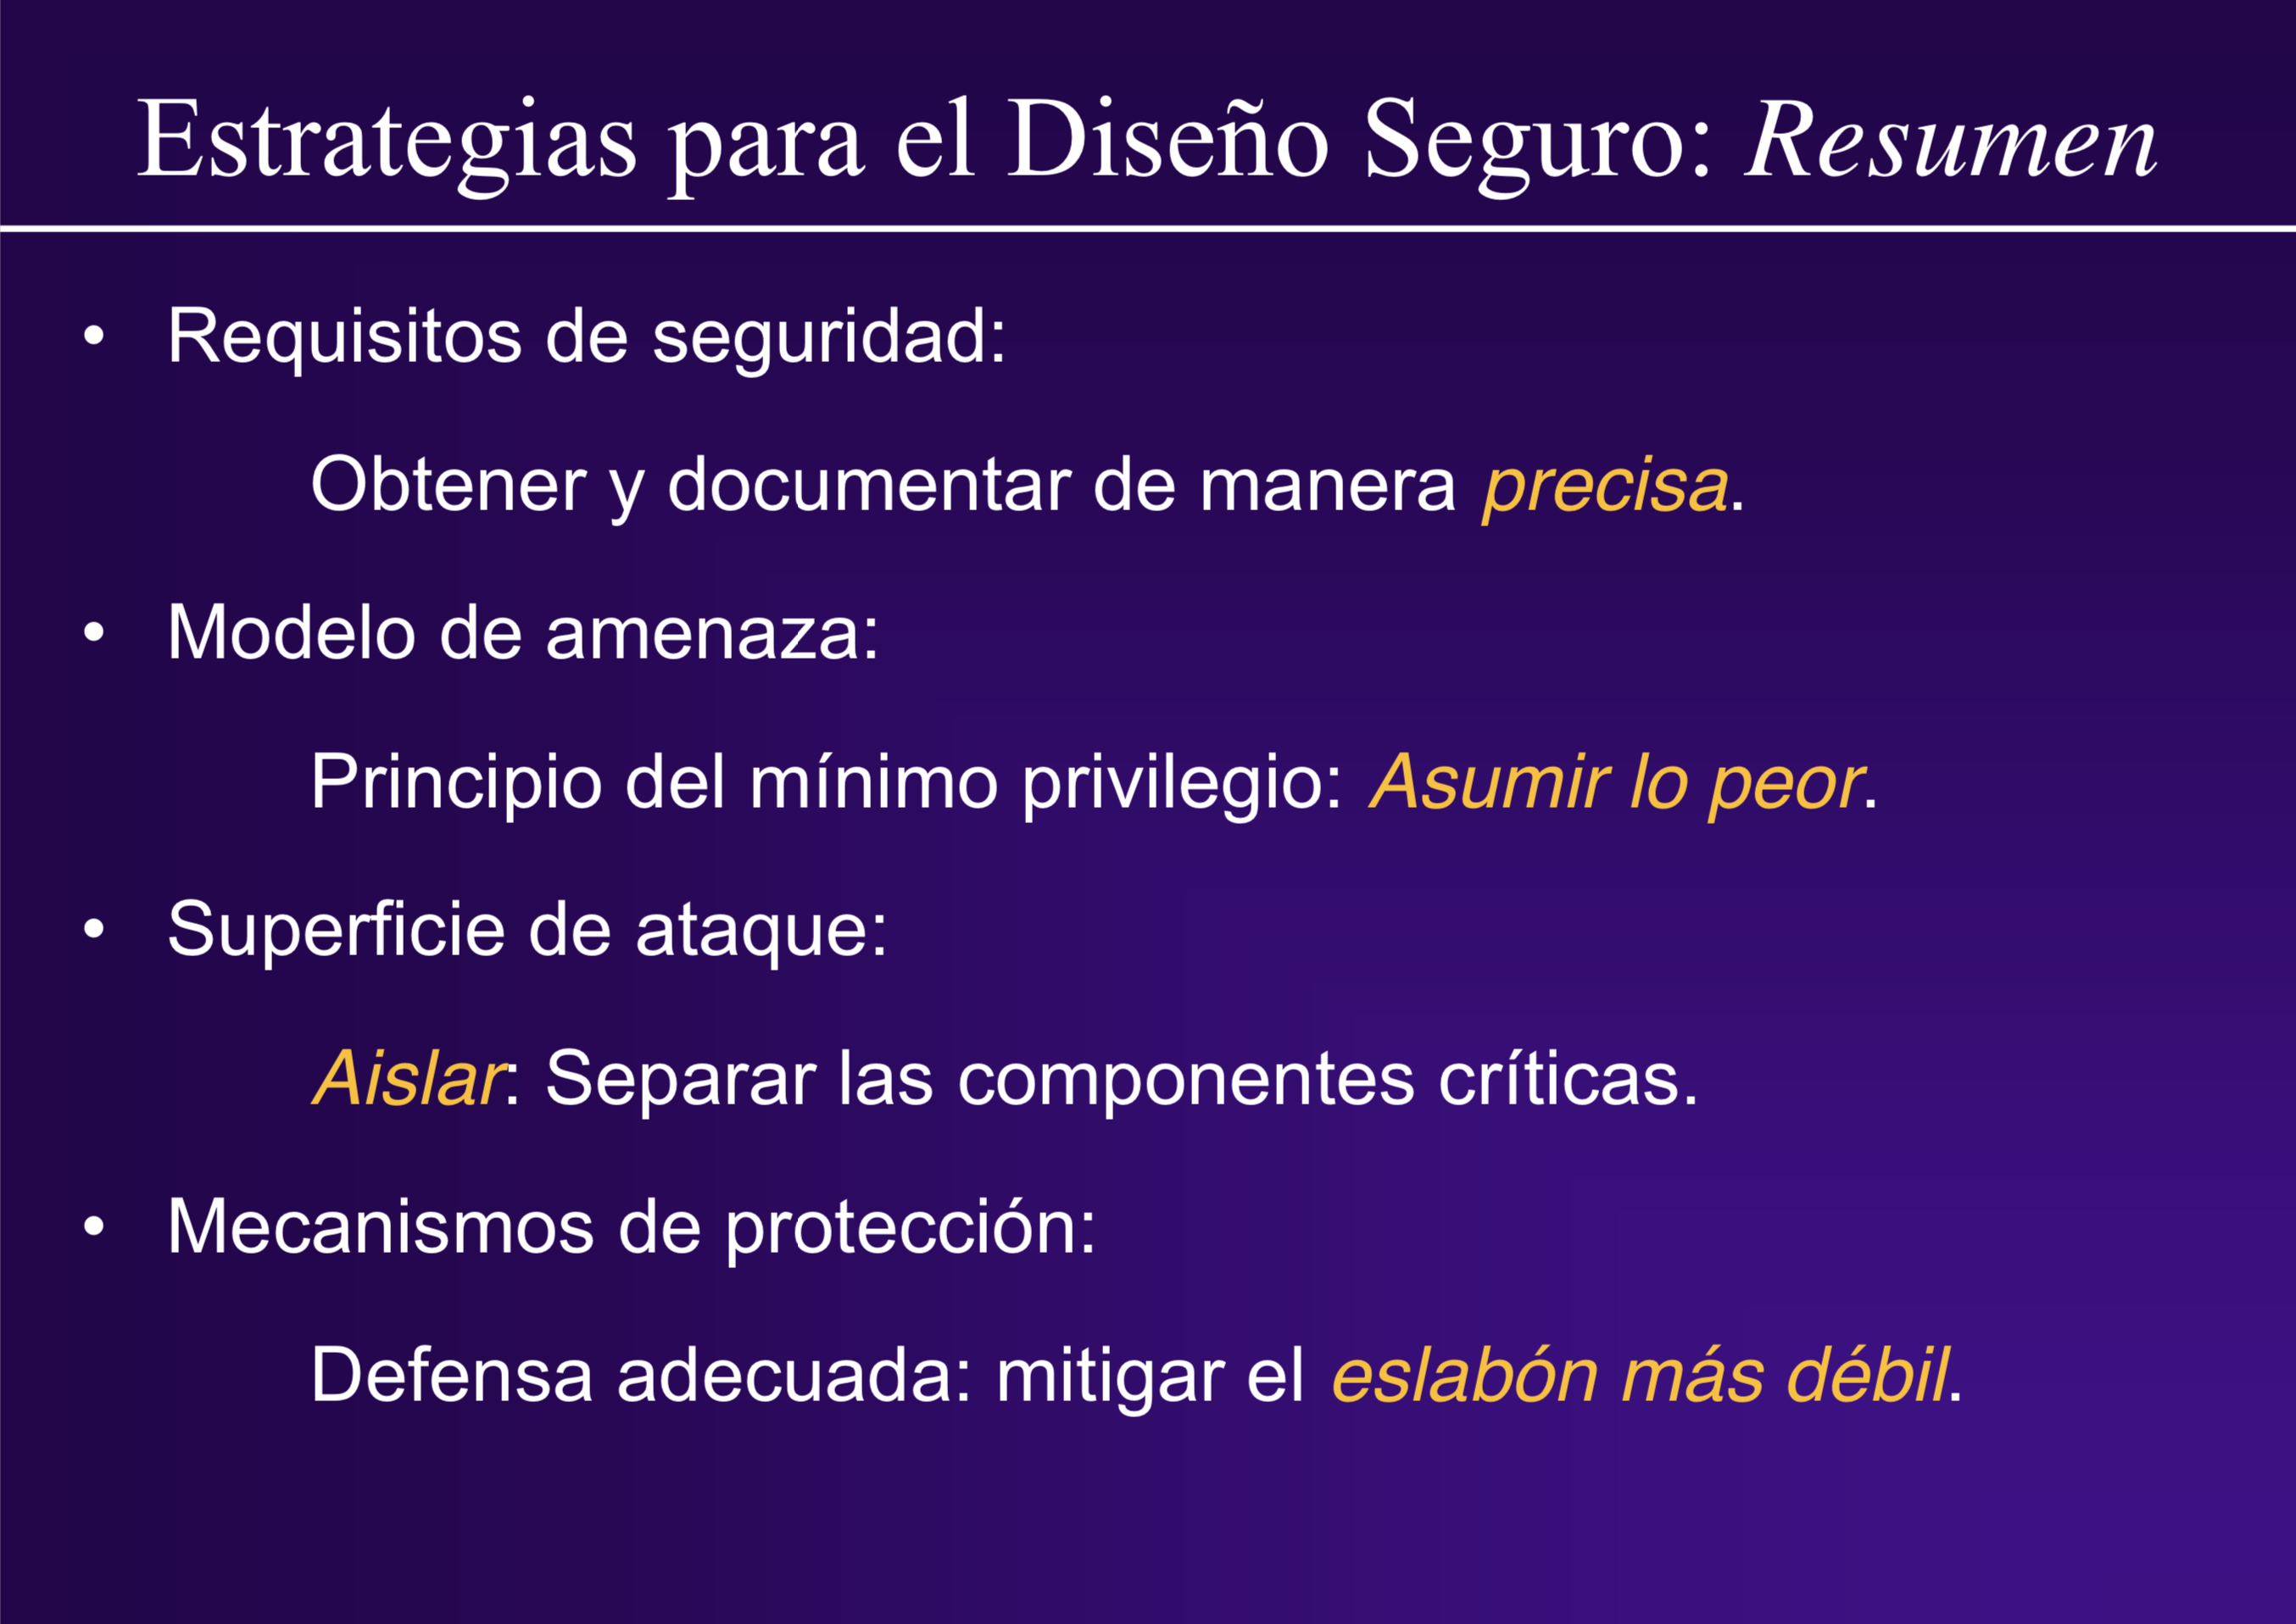 Estrategias para el Diseño Seguro: Resumen
• Requisitos de seguridad:
Obtener y documentar de manera precisa.
• Modelo de amenaza:
Principio del mínimo privilegio: Asumir lo peor.
• Superficie de ataque:
Aislar: Separar las componentes críticas.
• Mecanismos de protección:
Defensa adecuada: mitigar el eslabón más débil.